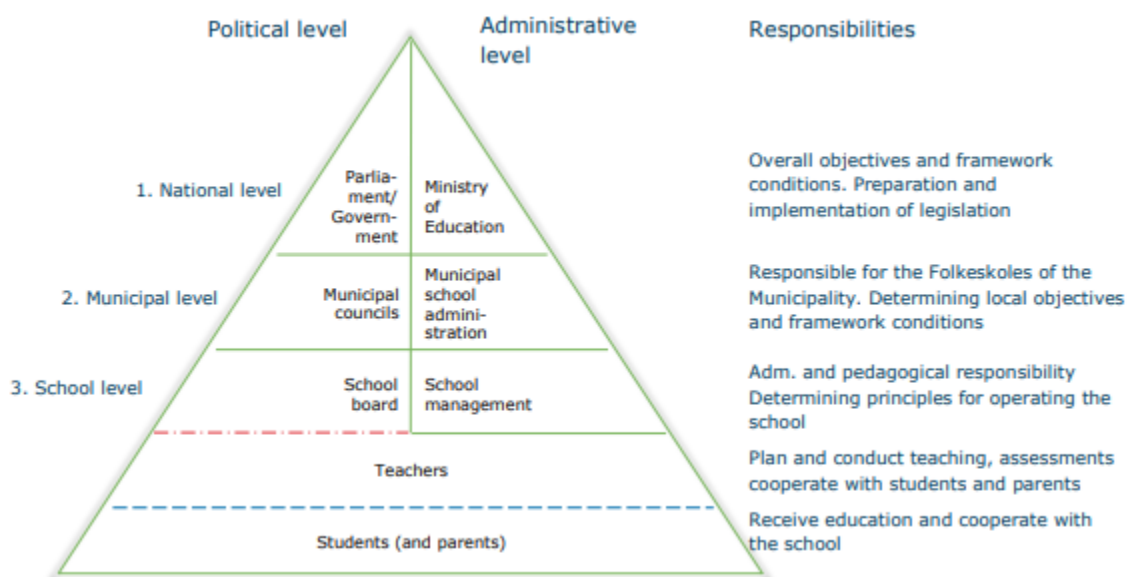 Political level
Administrative
level
Responsibilities
1. National level
Parlia-
ment/
Govern-
ment
Ministry
of
Education
Overall objectives and framework
conditions. Preparation and
implementation of legislation
2. Municipal level
Municipal
councils
Municipal
school
admini-
stration
Responsible for the Folkeskoles of the
Municipality. Determining local objectives
and framework conditions
3. School level
School
board
School
management
Adm. and pedagogical responsibility
Determining principles for operating the
school
Teachers
Plan and conduct teaching, assessments
cooperate with students and parents
Students (and parents)
Receive education and cooperate with
the school